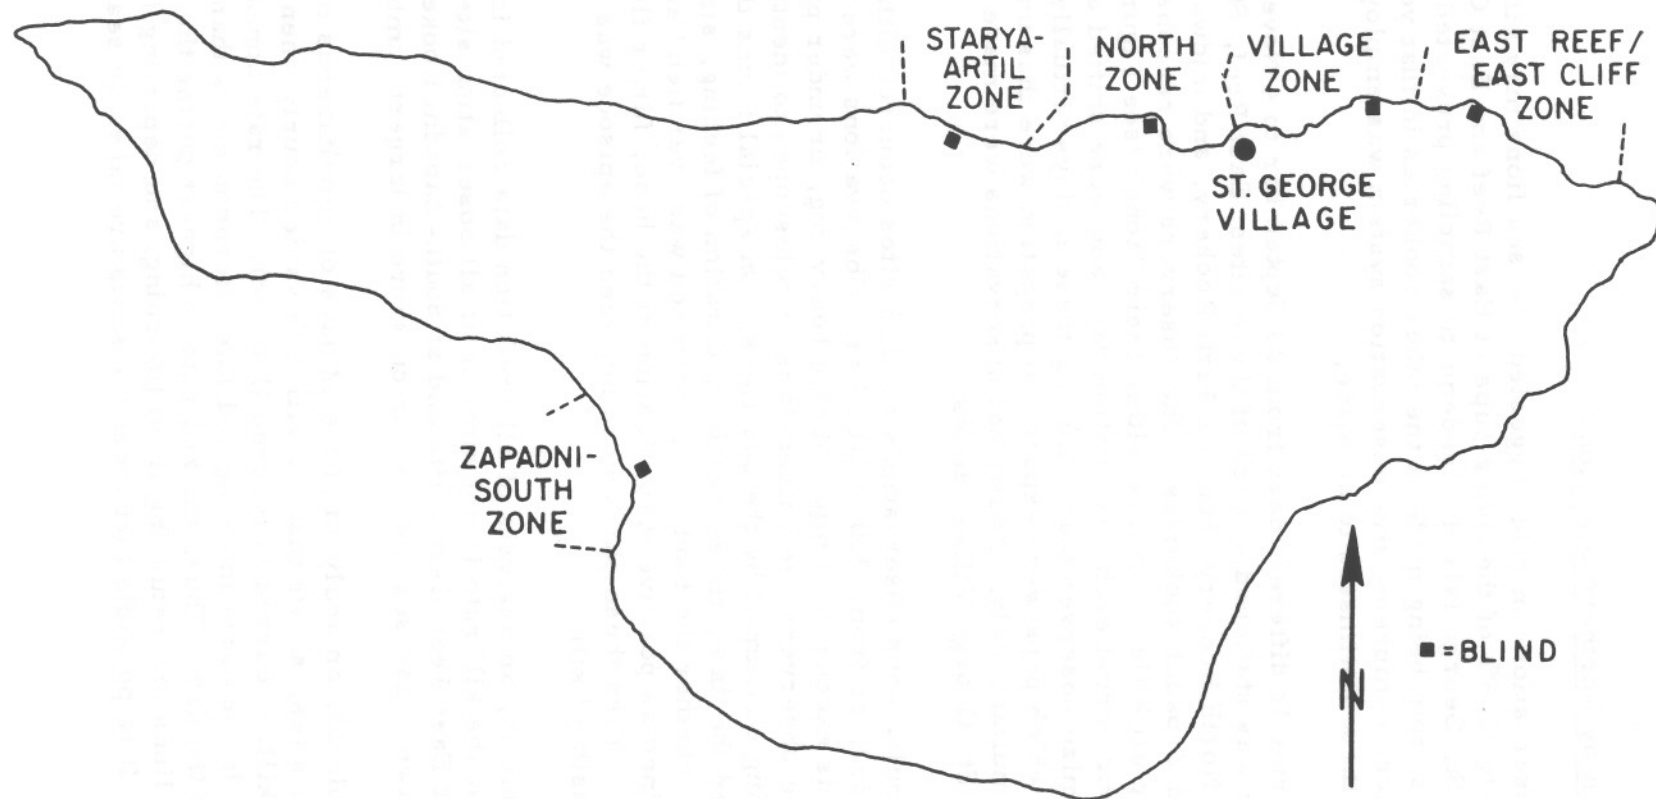 STARYA-
ARTIL
ZONE
NORTH
ZONE
VILLAGE
ZONE
EAST REEF/
EAST CLIFF
ZONE
ST. GEORGE
VILLAGE
ZAPADNI-
SOUTH
ZONE
■=BLIND
N